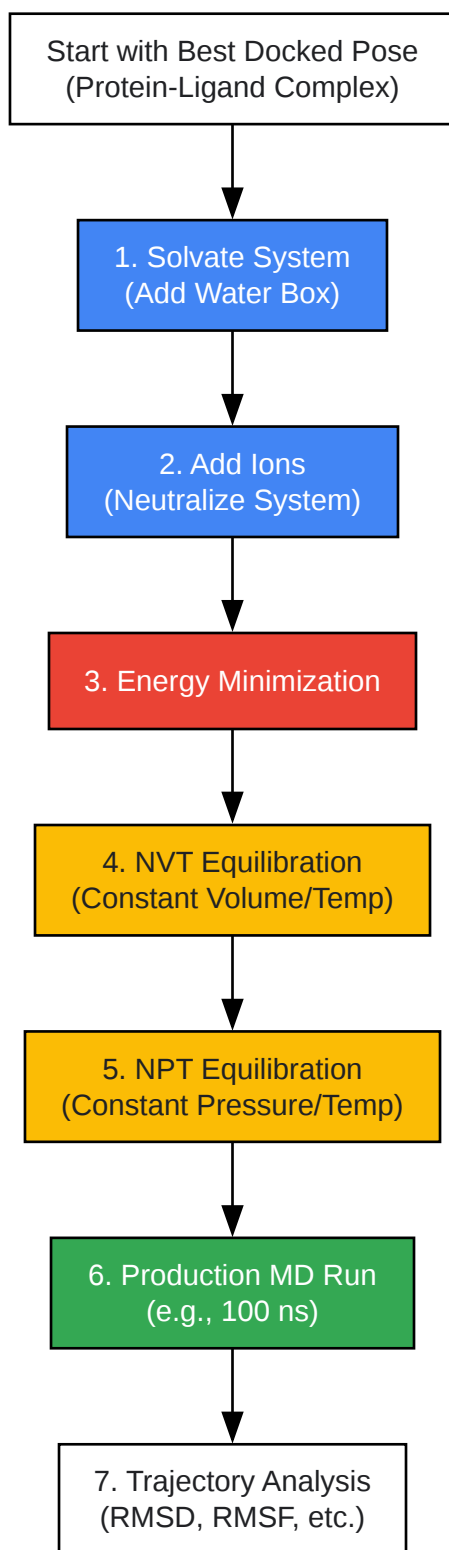 Start with Best Docked Pose
(Protein-Ligand Complex)
1. Solvate System
(Add Water Box)
2. Add Ions
(Neutralize System)
3. Energy Minimization
4. NVT Equilibration
(Constant Volume/Temp)
5. NPT Equilibration
(Constant Pressure/Temp)
6. Production MD Run
(e.g., 100 ns)
7. Trajectory Analysis
(RMSD, RMSF, etc.)